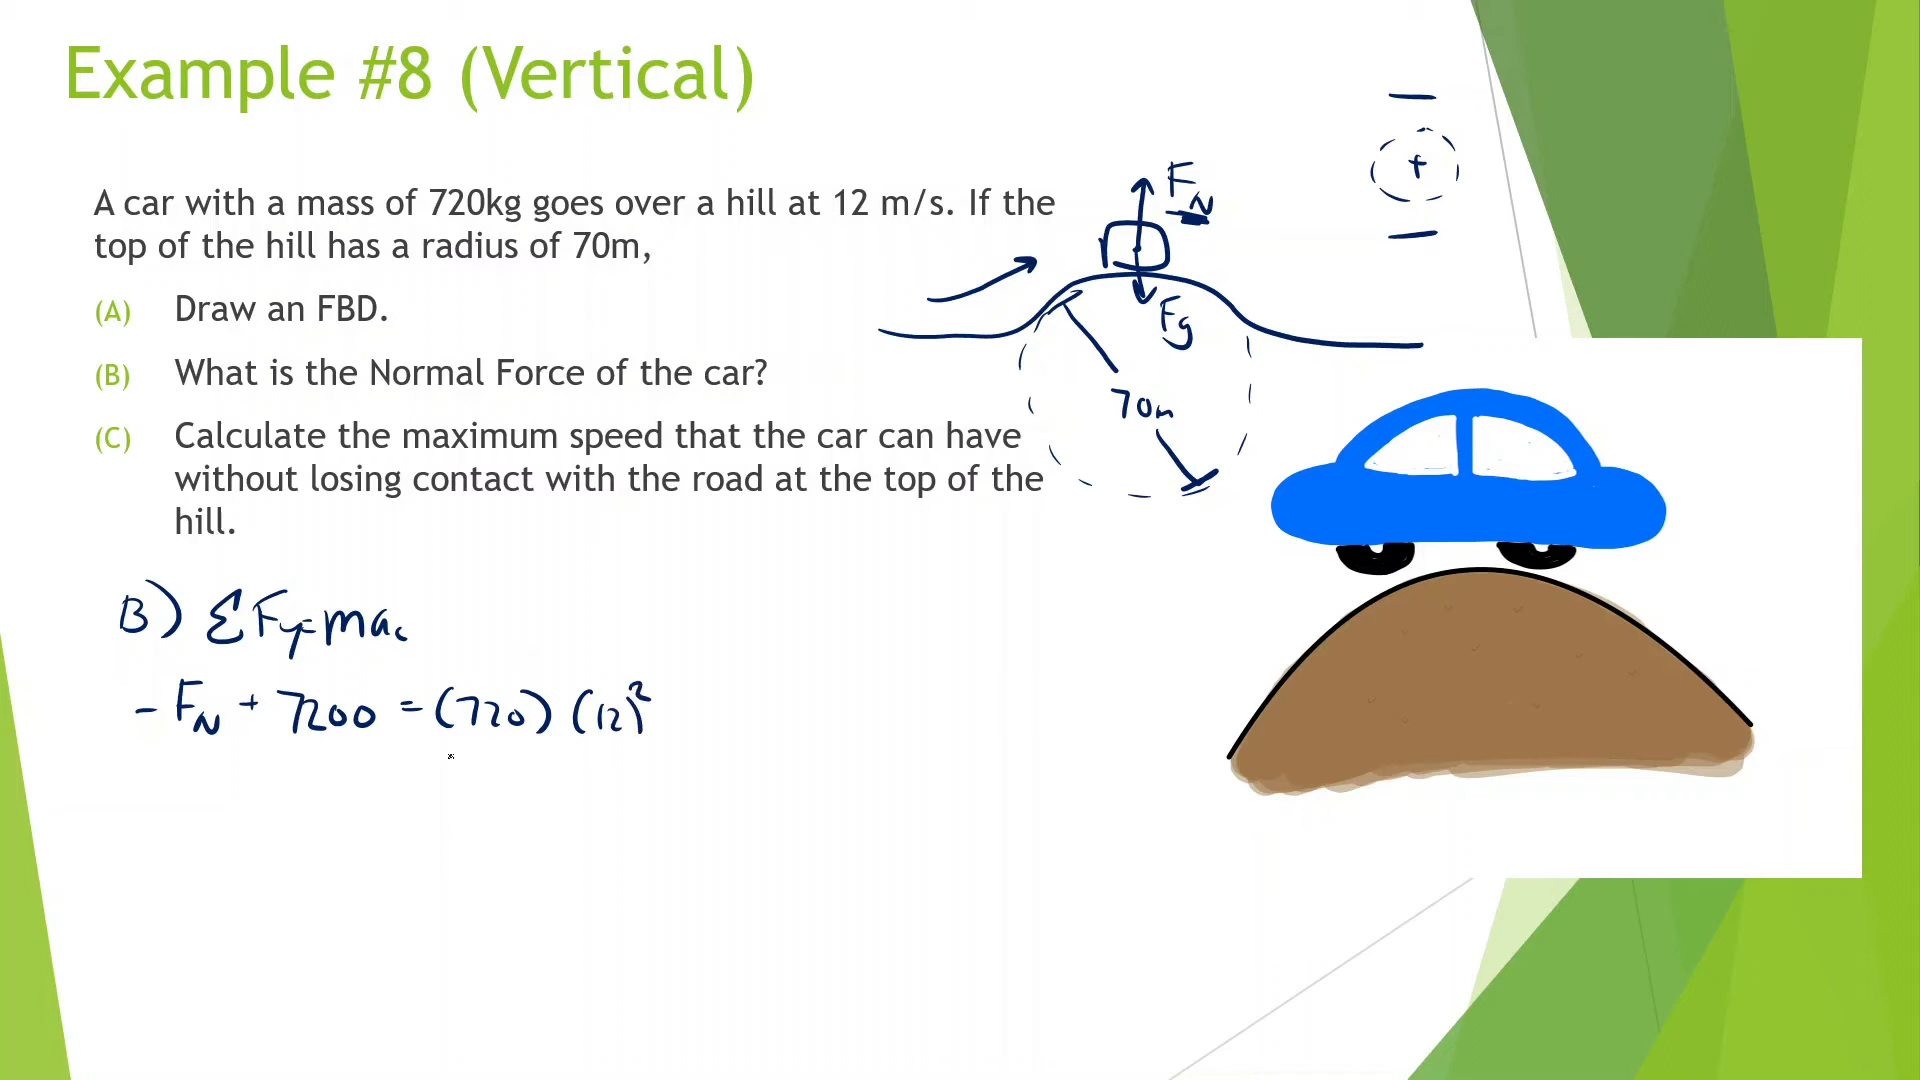 Example #8 (Vertical)
A car with a mass of 720kg goes over a hill at 12 m/s. If the
top of the hill has a radius of 70m,
(A) Draw an FBD.
(B) What is the Normal Force of the car?
(C) Calculate the maximum speed that the car can have
without losing contact with the road at the top of the
hill.
F_N
Fg
70m
+
B) ΣFy=mac
- F_N + 7200 = (720) (12)²